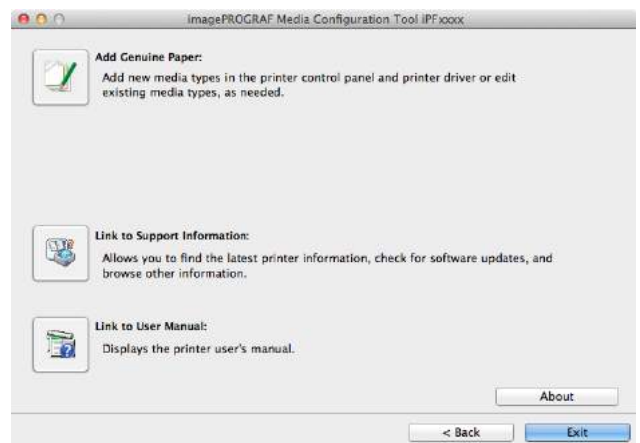 imagePROGRAF Media Configuration Tool iPFxxxx
Add Genuine Paper:
Add new media types in the printer control panel and printer driver or edit
existing media types, as needed.
Link to Support Information:
Allows you to find the latest printer information, check for software updates, and
browse other information.
Link to User Manual:
Displays the printer user's manual.
About
< Back
Exit